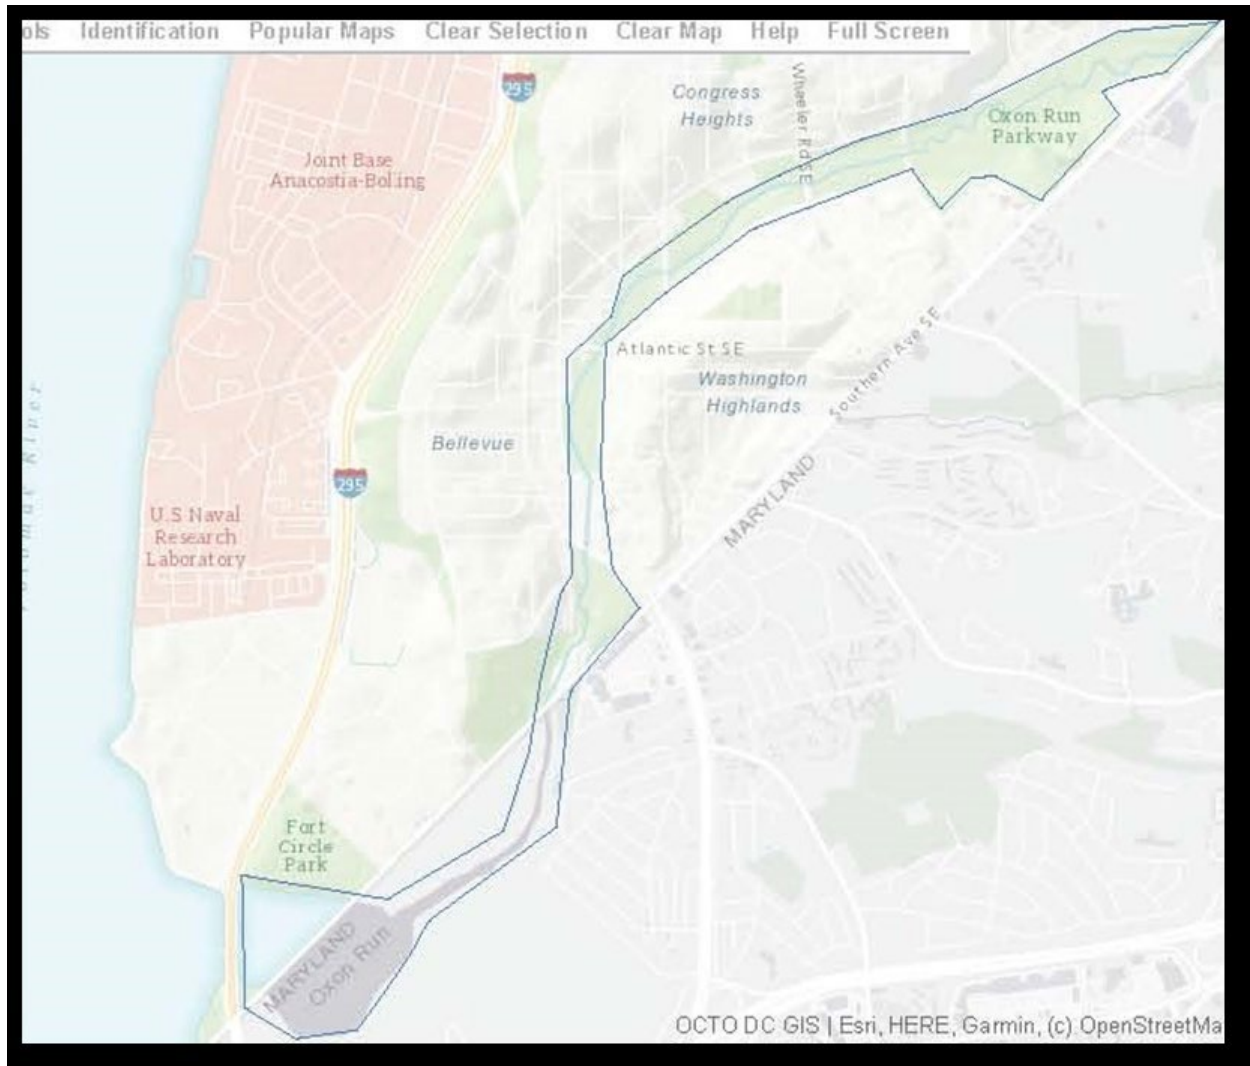 ols Identification Popular Maps Clear Selection Clear Map Help Full Screen
295
Congress
Heights
Wheeler Rd SE
Oxon Run
Parkway
Joint Base
Anacostia-Bolling
Atlantic St SE
Washington
Highlands
Southern Ave SE
Bellevue
295
MARYLAND
U.S Naval
Research
Laboratory
River
Fort
Circle
Park
MARYLAND
Oxon Run
OCTO DC GIS | Esri, HERE, Garmin, (c) OpenStreetMa